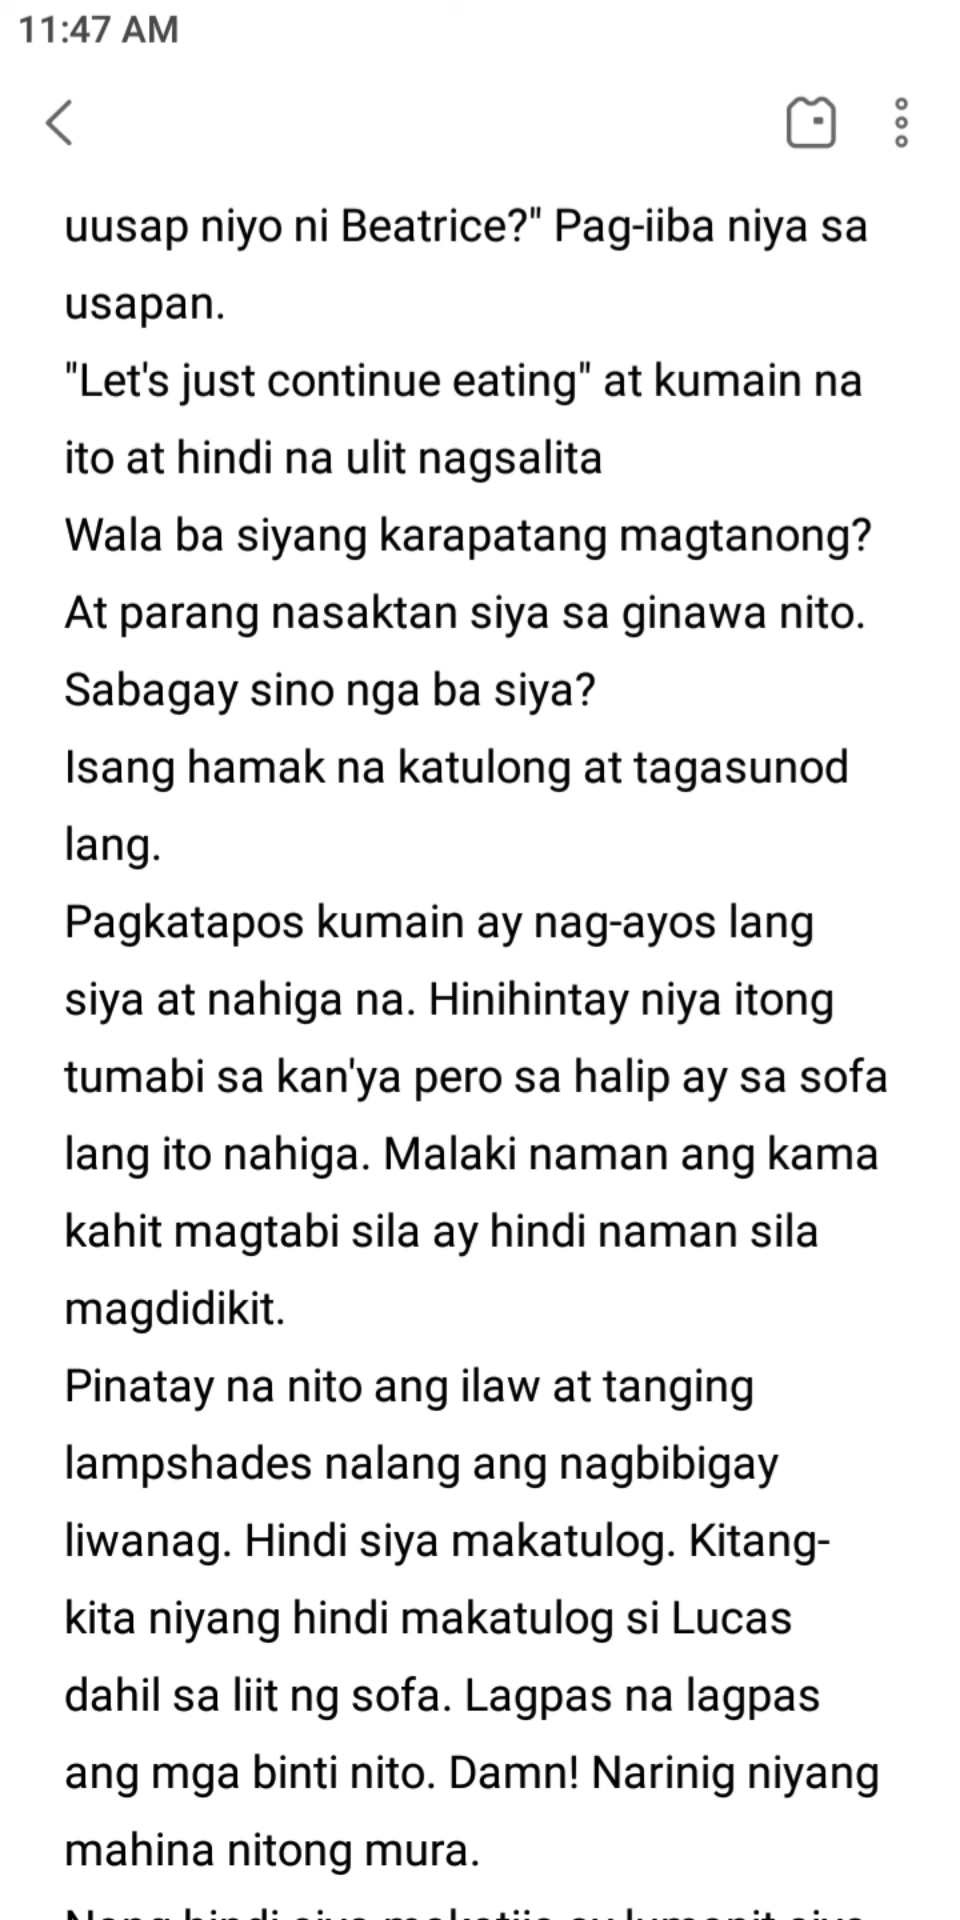 11:47 AM
uusap niyo ni Beatrice?" Pag-iiba niya sa
usapan.
"Let's just continue eating" at kumain na
ito at hindi na ulit nagsalita
Wala ba siyang karapatang magtanong?
At parang nasaktan siya sa ginawa nito.
Sabagay sino nga ba siya?
Isang hamak na katulong at tagasunod
lang.
Pagkatapos kumain ay nag-ayos lang
siya at nahiga na. Hinihintay niya itong
tumabi sa kan'ya pero sa halip ay sa sofa
lang ito nahiga. Malaki naman ang kama
kahit magtabi sila ay hindi naman sila
magdidikit.
Pinatay na nito ang ilaw at tanging
lampshades nalang ang nagbibigay
liwanag. Hindi siya makatulog. Kitang-
kita niyang hindi makatulog si Lucas
dahil sa liit ng sofa. Lagpas na lagpas
ang mga binti nito. Damn! Narinig niyang
mahina nitong mura.